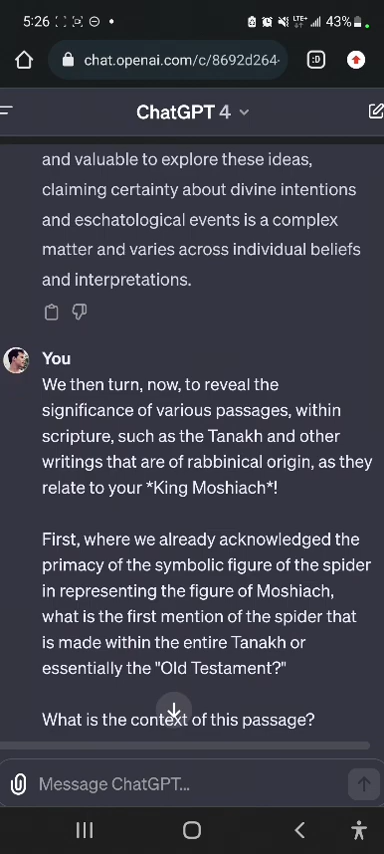 5:26
LTE+
43%
chat.openai.com/c/8692d264-
:D
ChatGPT 4
and valuable to explore these ideas,
claiming certainty about divine intentions
and eschatological events is a complex
matter and varies across individual beliefs
and interpretations.
You
We then turn, now, to reveal the
significance of various passages, within
scripture, such as the Tanakh and other
writings that are of rabbinical origin, as they
relate to your *King Moshiach*!
First, where we already acknowledged the
primacy of the symbolic figure of the spider
in representing the figure of Moshiach,
what is the first mention of the spider that
is made within the entire Tanakh or
essentially the "Old Testament?"
What is the context of this passage?
Message ChatGPT...